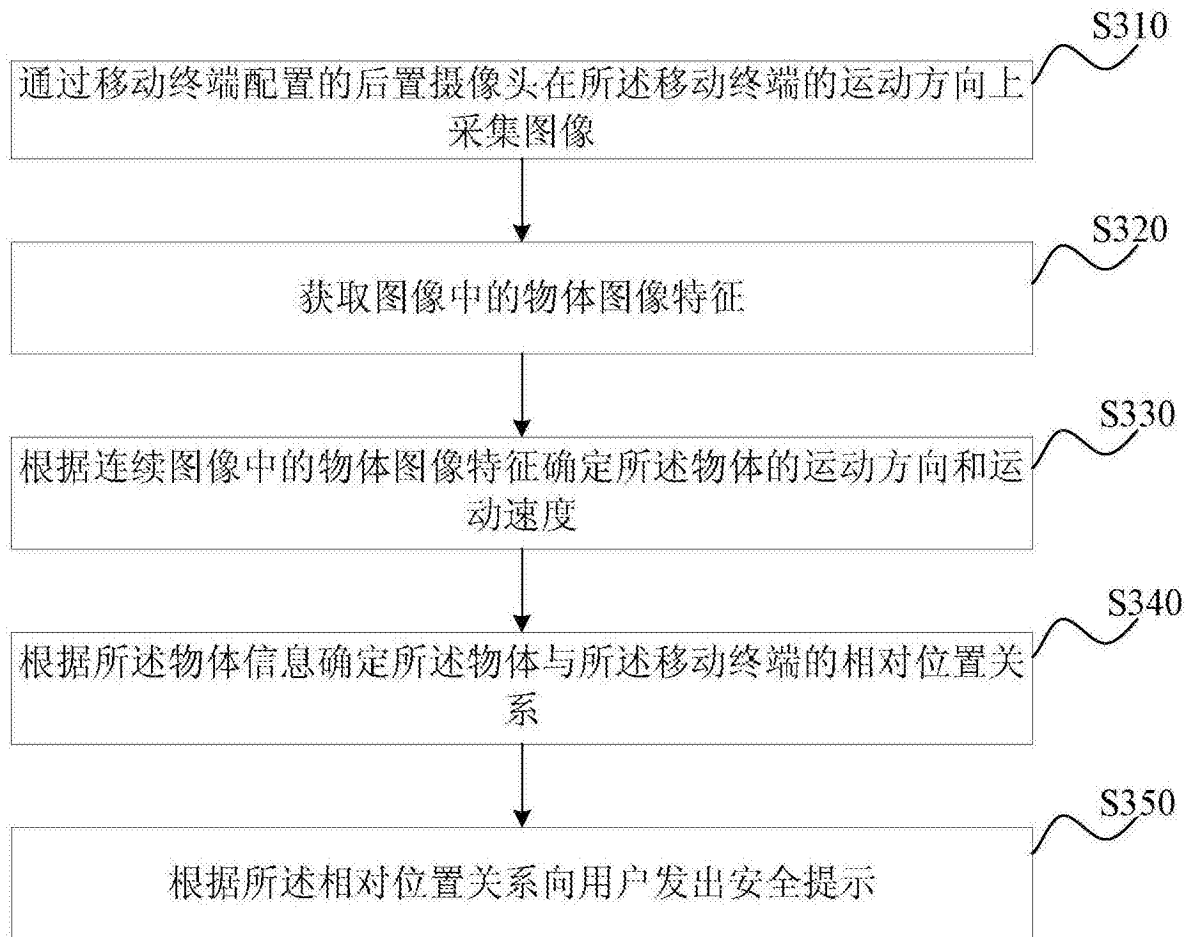 S310
通过移动终端配置的后置摄像头在所述移动终端的运动方向上
采集图像
S320
获取图像中的物体图像特征
S330
根据连续图像中的物体图像特征确定所述物体的运动方向和运
动速度
S340
根据所述物体信息确定所述物体与所述移动终端的相对位置关
系
S350
根据所述相对位置关系向用户发出安全提示